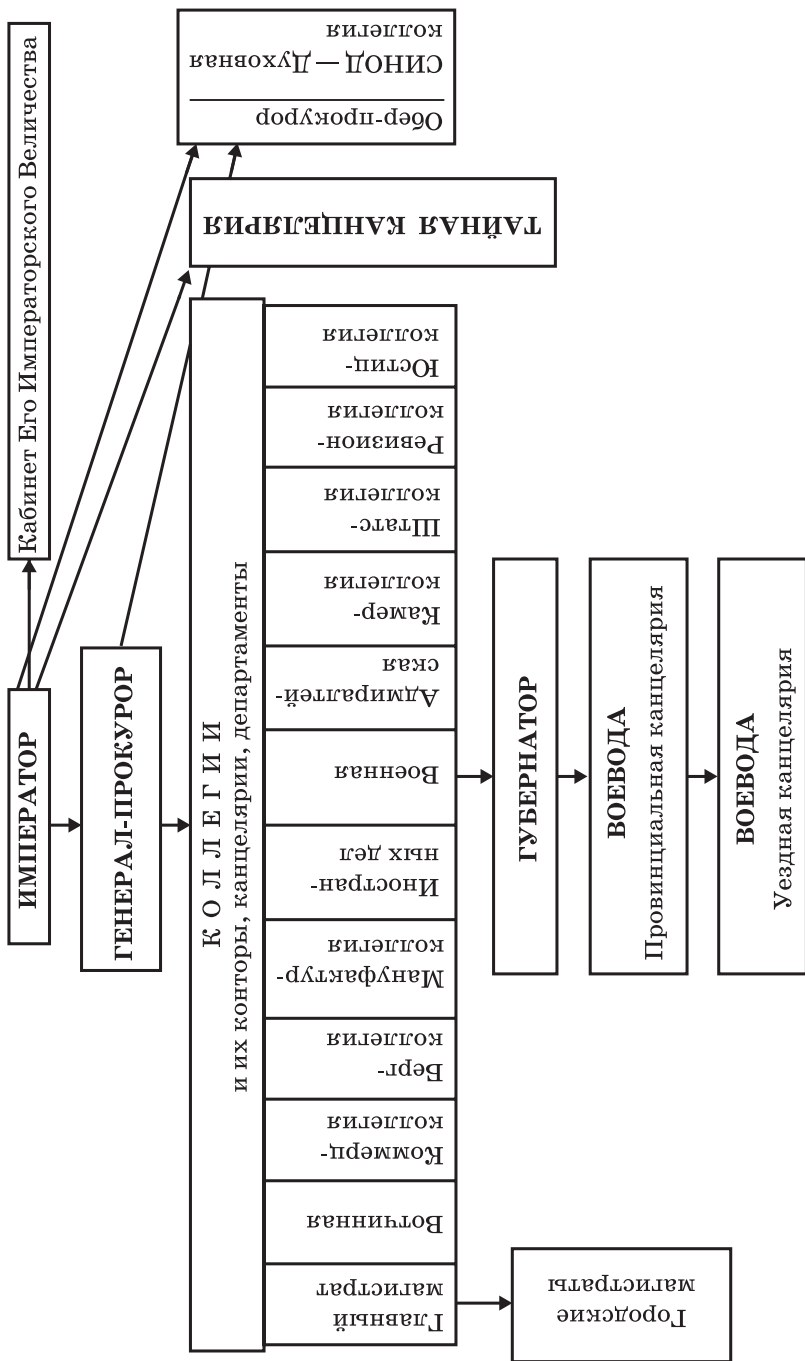 Кабинет Его Императорского Величества
ИМПЕРАТОР
ГЕНЕРАЛ-ПРОКУРОР
Обер-прокурор
СИНОД — Духовная
коллегия
ТАЙНАЯ КАНЦЕЛЯРИЯ
КОЛЛЕГИИ
и их конторы, канцелярии, департаменты
Главный
магистрат
Вотчинная
Коммерц-
коллегия
Берг-
коллегия
Мануфактур-
коллегия
Иностран-
ных дел
Военная
Адмиралтей-
ская
Камер-
коллегия
Штатс-
коллегия
Ревизион-
коллегия
Юстиц-
коллегия
Городские
магистраты
ГУБЕРНАТОР
ВОЕВОДА
Провинциальная канцелярия
ВОЕВОДА
Уездная канцелярия